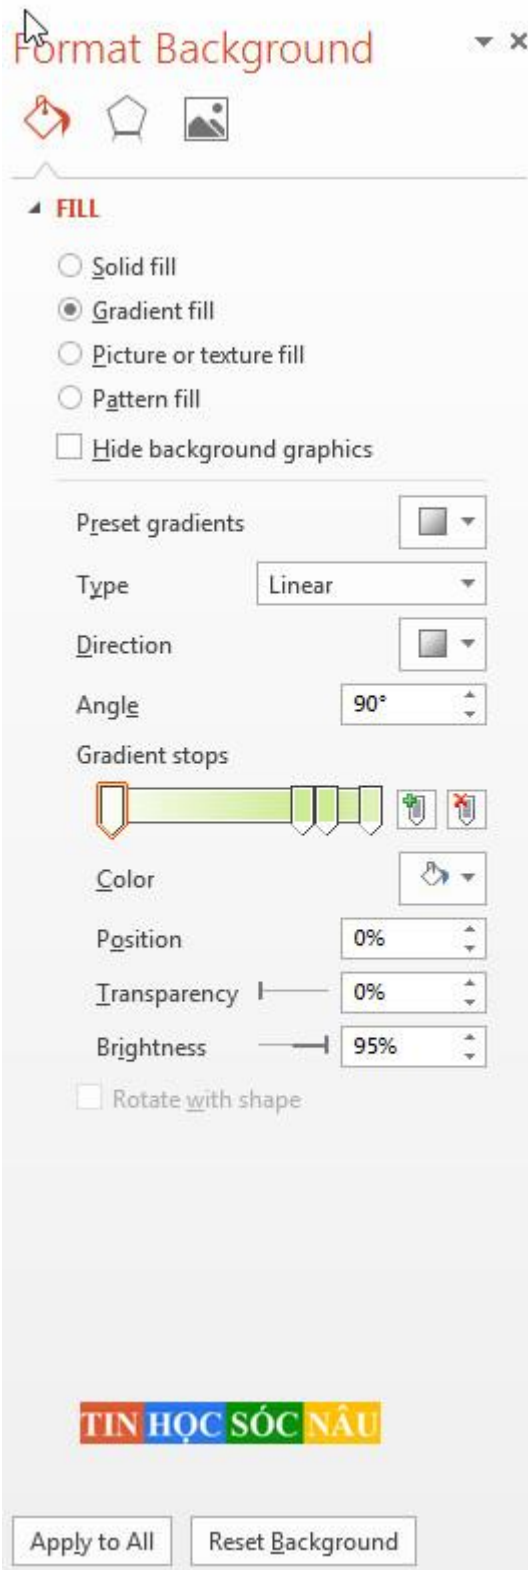 Format Background
FILL
Solid fill
Gradient fill
Picture or texture fill
Pattern fill
Hide background graphics
Preset gradients
Type Linear
Direction
Angle 90°
Gradient stops
Color
Position 0%
Transparency 0%
Brightness 95%
Rotate with shape
TIN HỌC SÓC NÂU
Apply to All Reset Background